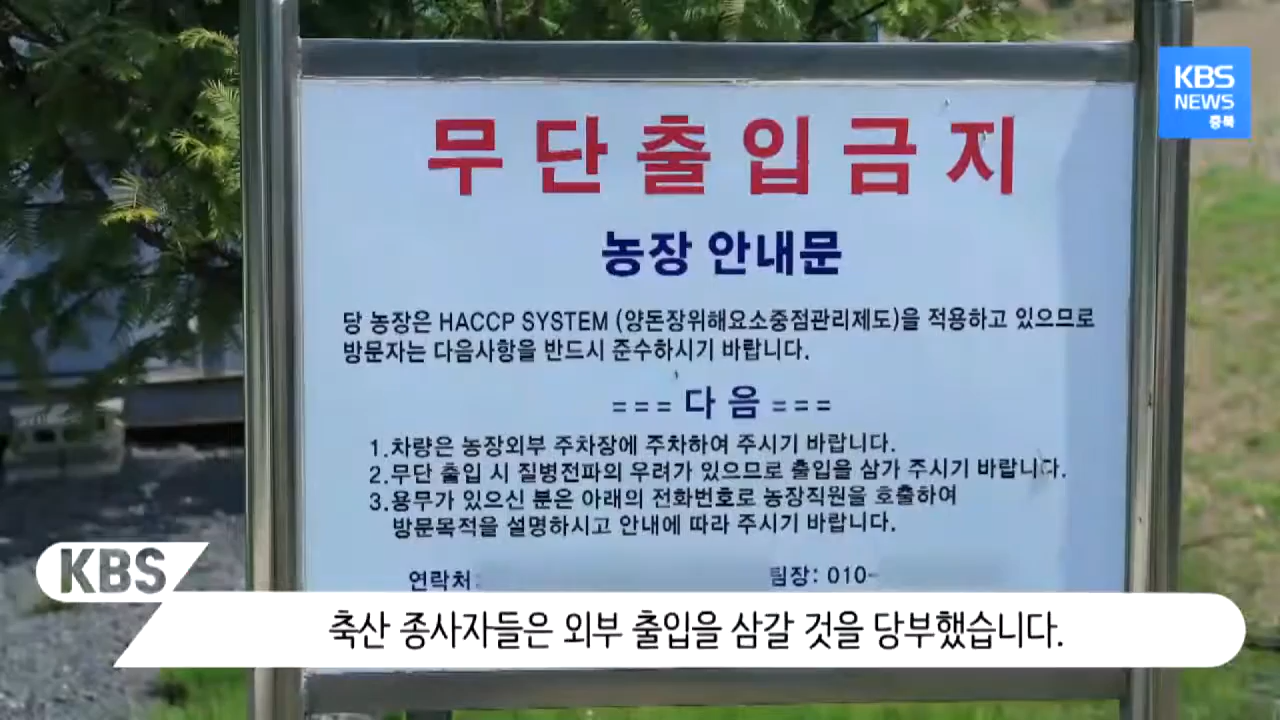 KBS
NEWS
충북
무단출입금지
농장 안내문
당 농장은 HACCP SYSTEM (양돈장위해요소중점관리제도)을 적용하고 있으므로
방문자는 다음사항을 반드시 준수하시기 바랍니다.
=== 다 음 ===
1.차량은 농장외부 주차장에 주차하여 주시기 바랍니다.
2.무단 출입 시 질병전파의 우려가 있으므로 출입을 삼가 주시기 바랍니다.
3.용무가 있으신 분은 아래의 전화번호로 농장직원을 호출하여
방문목적을 설명하시고 안내에 따라 주시기 바랍니다.
연락처: 팀장: 010-
KBS
축산 종사자들은 외부 출입을 삼갈 것을 당부했습니다.